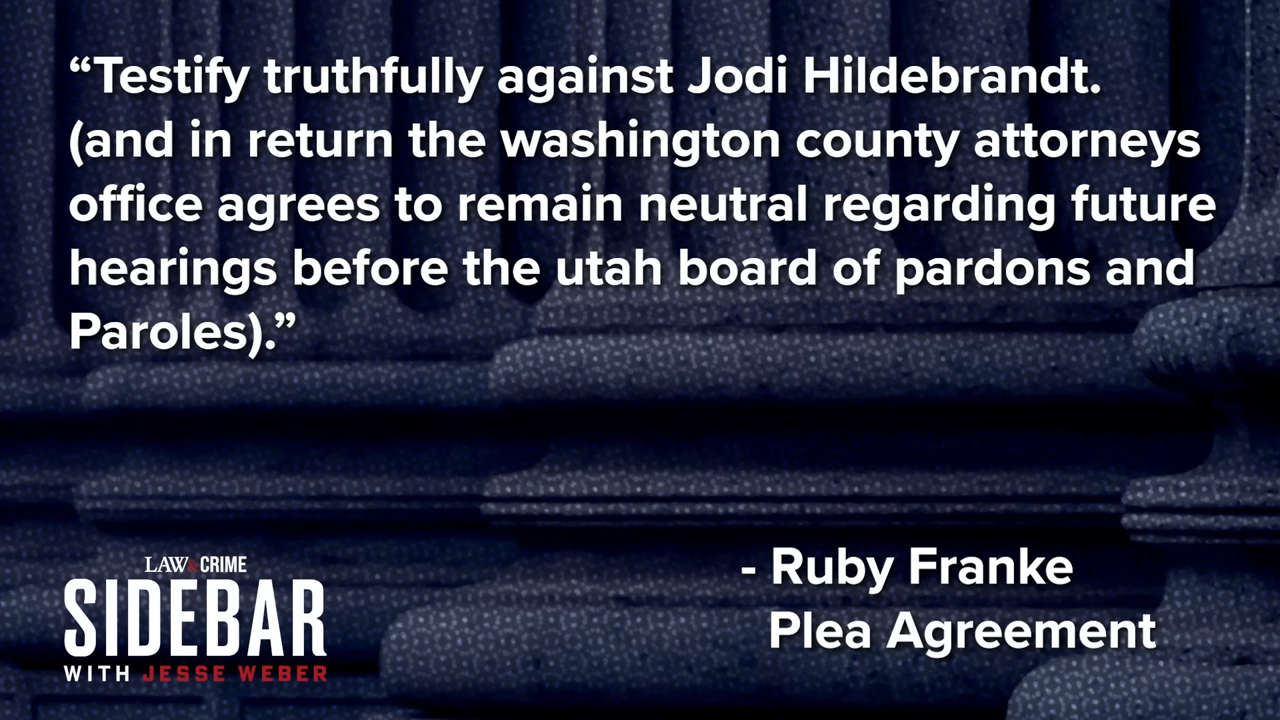 “Testify truthfully against Jodi Hildebrandt.
(and in return the washington county attorneys
office agrees to remain neutral regarding future
hearings before the utah board of pardons and
Paroles).”
- Ruby Franke
Plea Agreement
LAW & CRIME
SIDEBAR
WITH JESSE WEBER